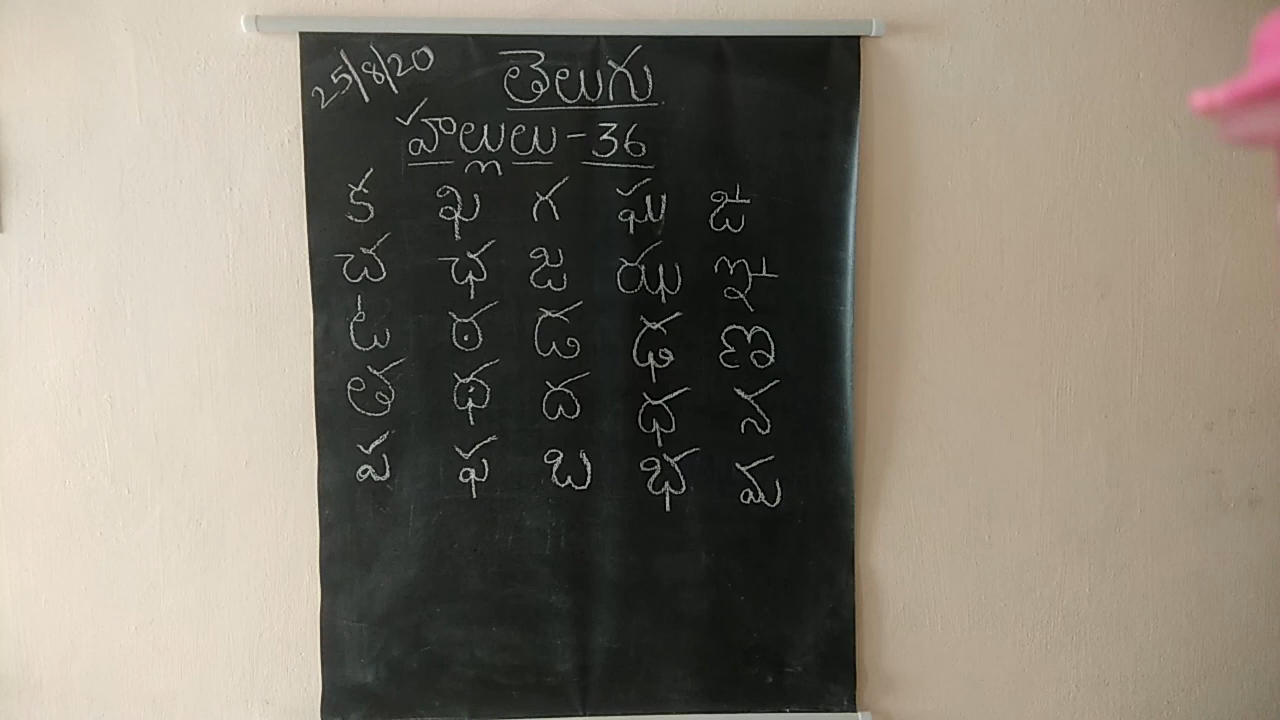 25/8/20 తెలుగు
హల్లులు - 36
క ఖ గ ఘ ఙ
చ ఛ జ ఝ ఞ
ట ఠ డ ఢ ణ
త థ ద ధ న
ప ఫ బ భ మ